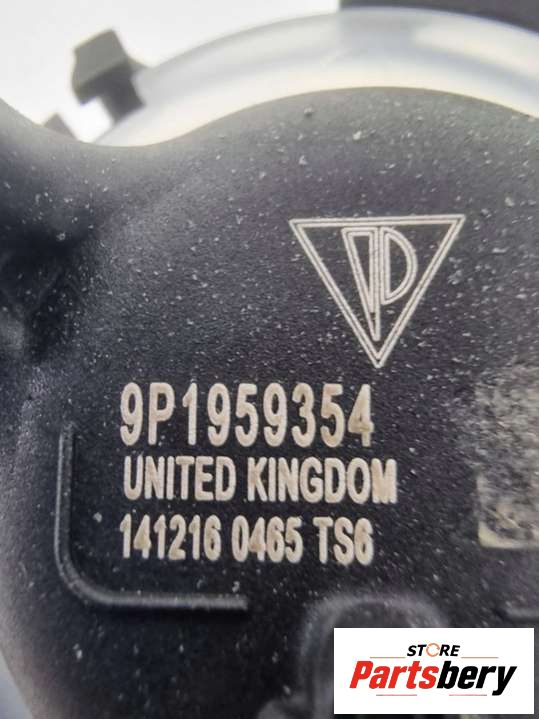 9P1959354
UNITED KINGDOM
141216 0465 TS6
STORE
Partsbery